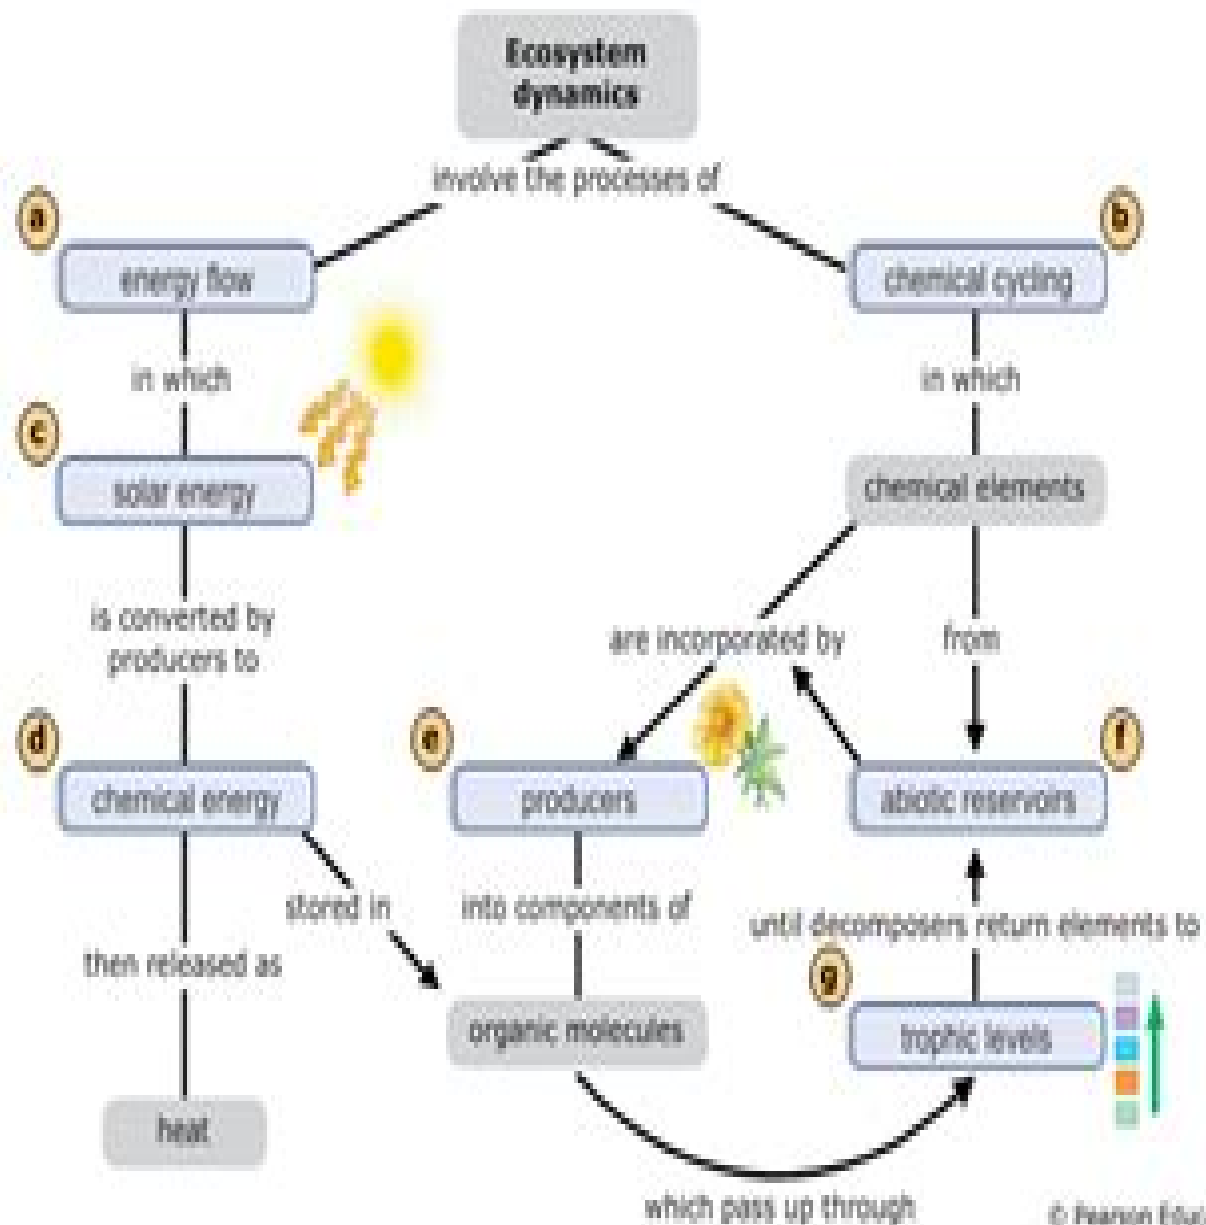 Ecosystem
dynamics
involve the processes of
a
b
energy flow
chemical cycling
in which
in which
c
solar energy
chemical elements
is converted by
producers to
are incorporated by
from
d
e
f
chemical energy
producers
abiotic reservoirs
stored in
into components of
until decomposers return elements to
then released as
g
organic molecules
trophic levels
heat
which pass up through
© Pearson Educ